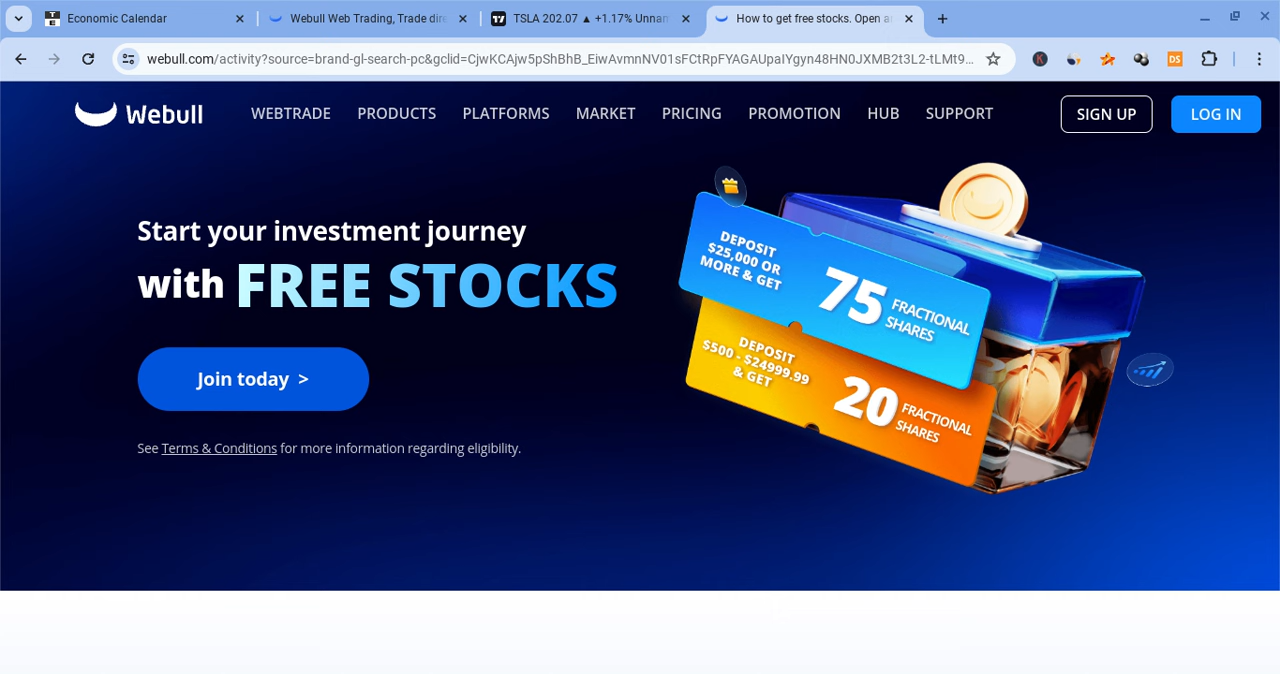 Economic Calendar
Webull Web Trading, Trade dire
TSLA 202.07 ▲ +1.17% Unnan
How to get free stocks. Open a
webull.com/activity?source=brand-gl-search-pc&gclid=CjwKCAjw5pShBhB_EiwAvmnNV01sFCtRpFYAGAUpaIYgyn48HN0JXMB2t3L2-tLMt9...
Webull
WEBTRADE PRODUCTS PLATFORMS MARKET PRICING PROMOTION HUB SUPPORT
SIGN UP
LOG IN
Start your investment journey
with FREE STOCKS
Join today >
See Terms & Conditions for more information regarding eligibility.
DEPOSIT
$25,000 OR
MORE & GET
75
FRACTIONAL
SHARES
DEPOSIT
$500 - $24999.99
& GET
20
FRACTIONAL
SHARES